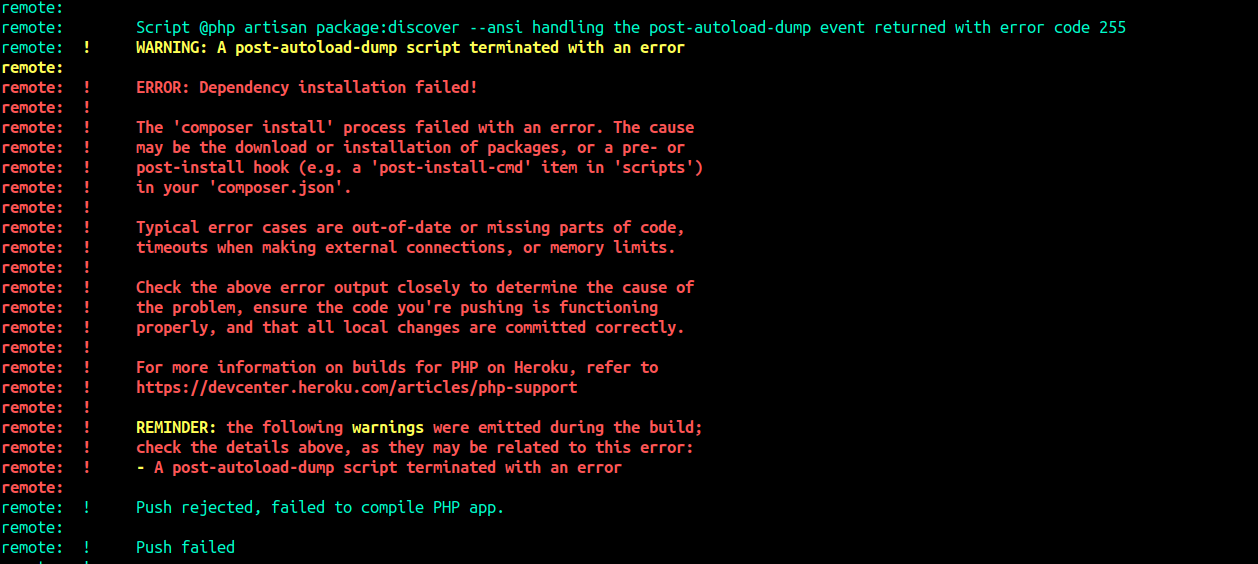 remote:
remote:        Script @php artisan package:discover --ansi handling the post-autoload-dump event returned with error code 255
remote:  !     WARNING: A post-autoload-dump script terminated with an error
remote:
remote:  !     ERROR: Dependency installation failed!
remote:  !
remote:  !     The 'composer install' process failed with an error. The cause
remote:  !     may be the download or installation of packages, or a pre- or
remote:  !     post-install hook (e.g. a 'post-install-cmd' item in 'scripts')
remote:  !     in your 'composer.json'.
remote:  !
remote:  !     Typical error cases are out-of-date or missing parts of code,
remote:  !     timeouts when making external connections, or memory limits.
remote:  !
remote:  !     Check the above error output closely to determine the cause of
remote:  !     the problem, ensure the code you're pushing is functioning
remote:  !     properly, and that all local changes are committed correctly.
remote:  !
remote:  !     For more information on builds for PHP on Heroku, refer to
remote:  !     https://devcenter.heroku.com/articles/php-support
remote:  !
remote:  !     REMINDER: the following warnings were emitted during the build;
remote:  !     check the details above, as they may be related to this error:
remote:  !     - A post-autoload-dump script terminated with an error
remote:
remote:  !     Push rejected, failed to compile PHP app.
remote:
remote:  !     Push failed